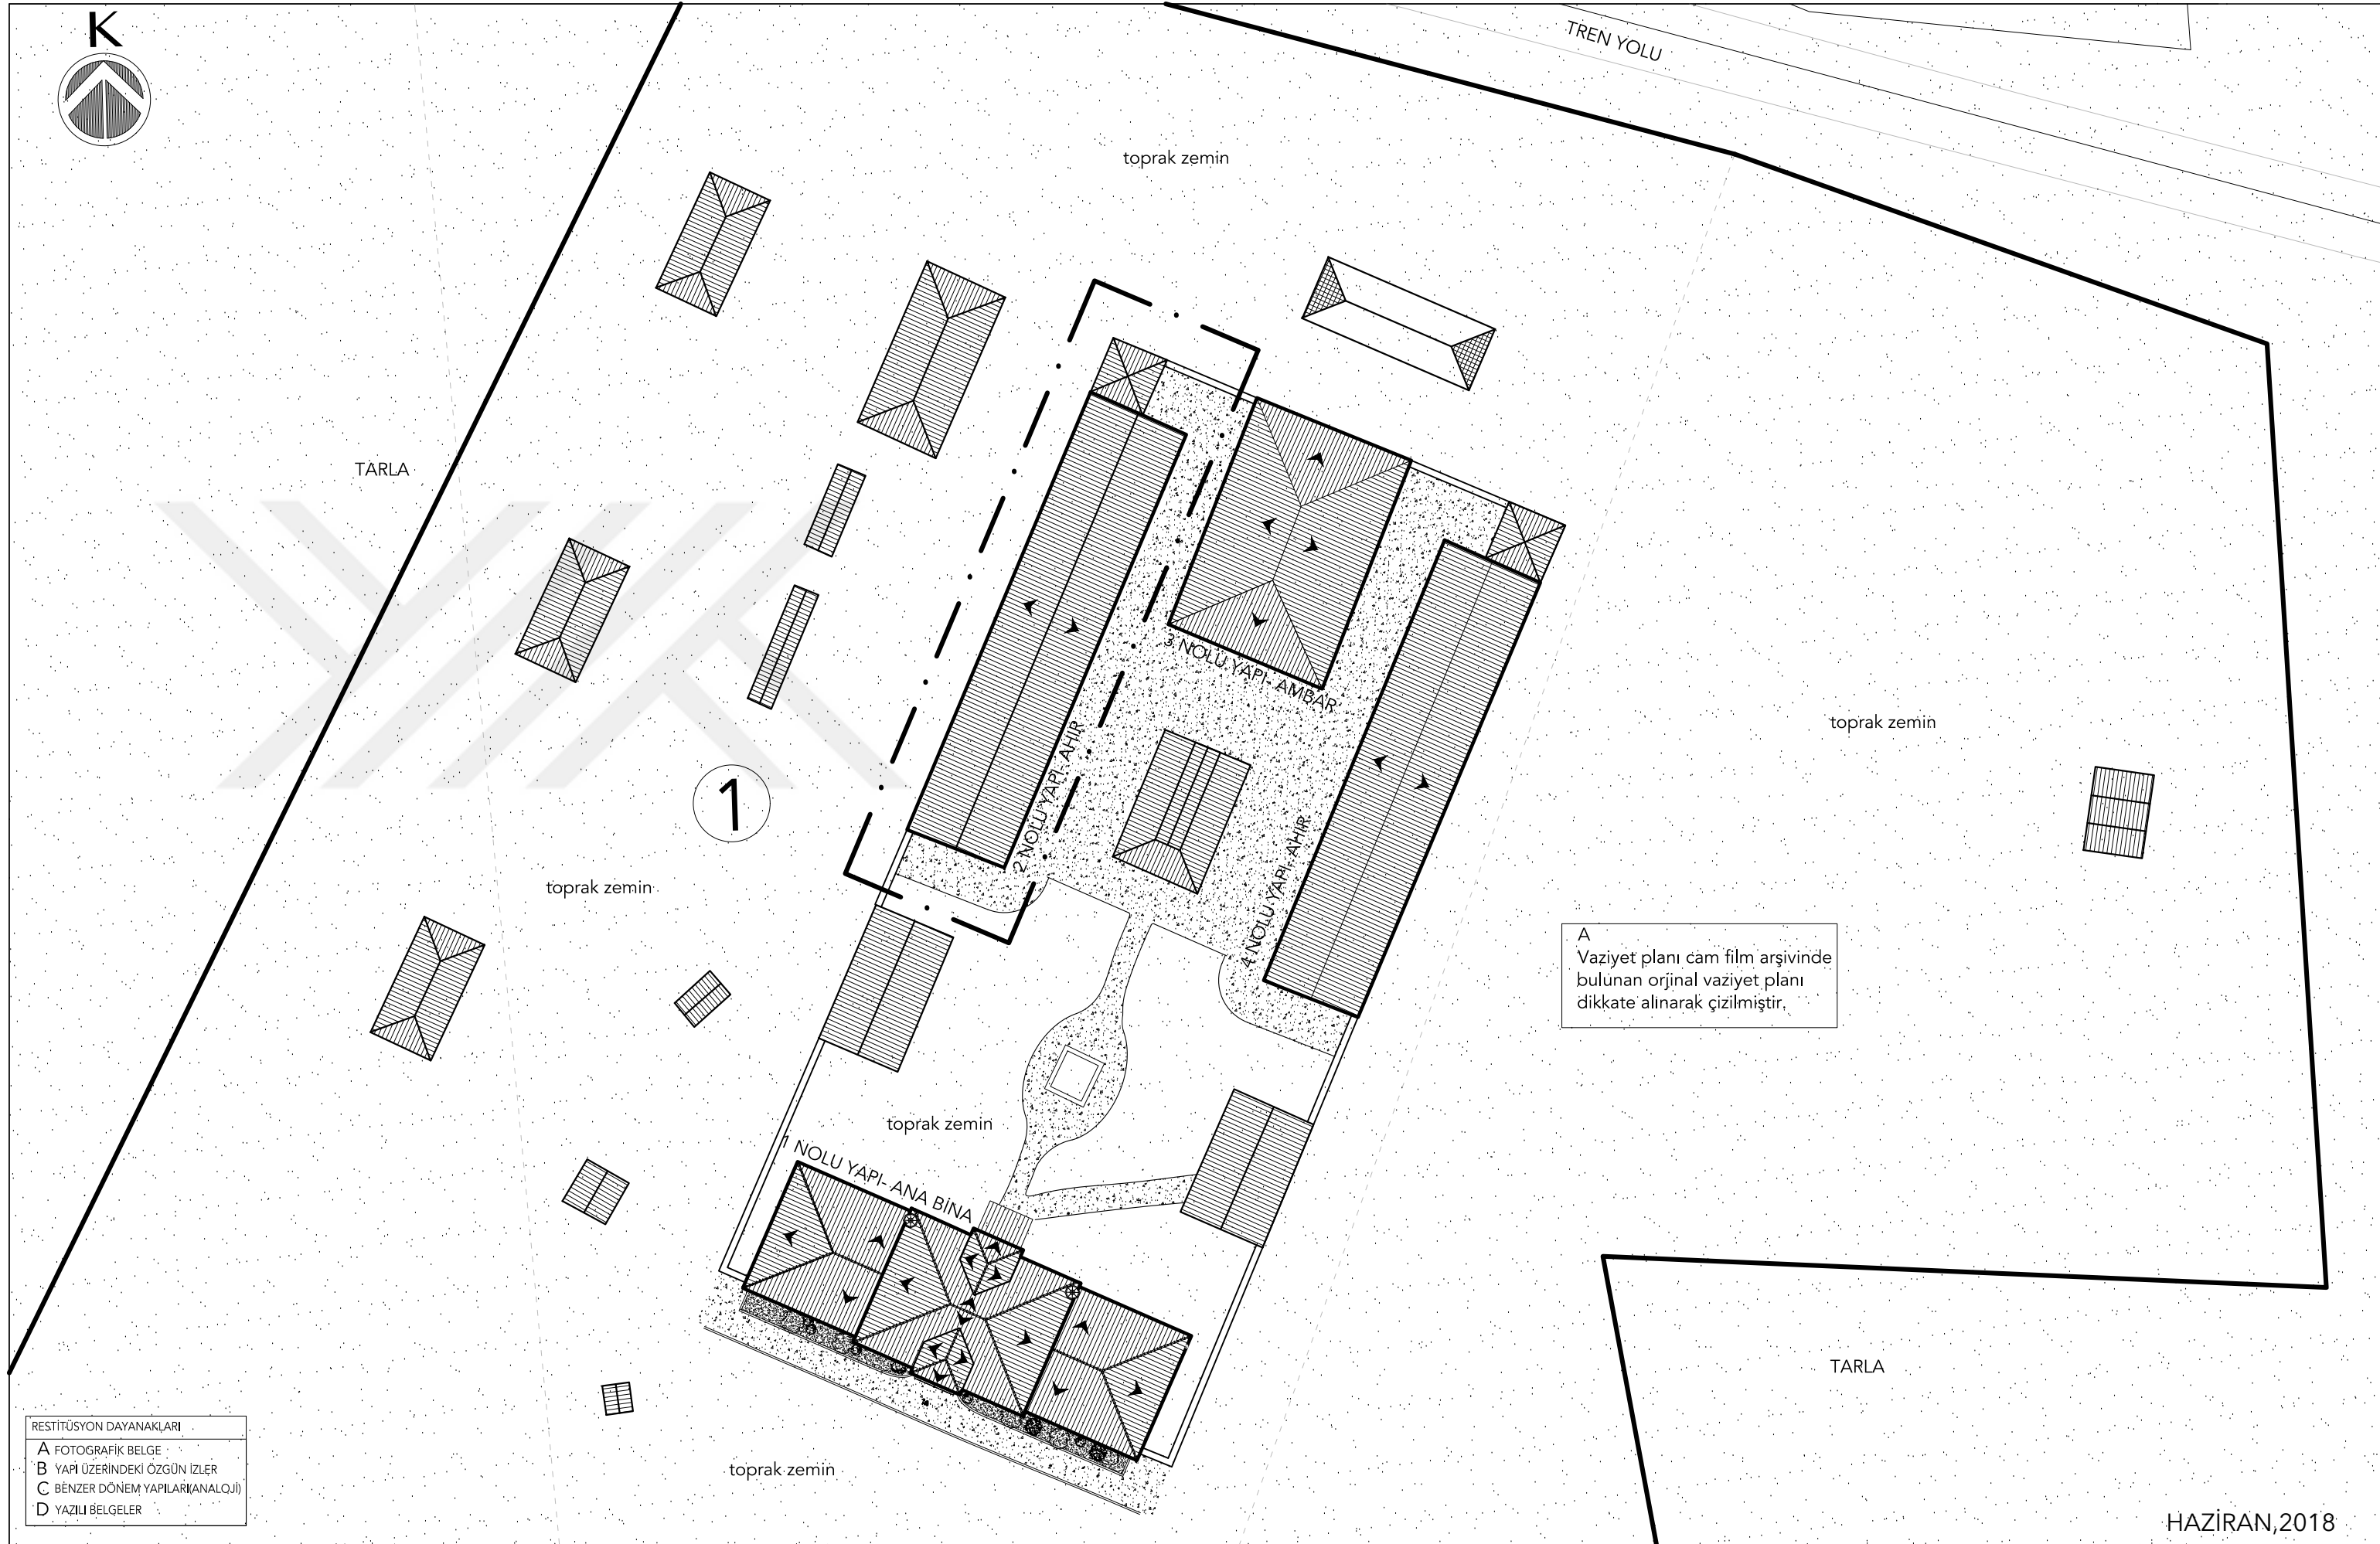 K
TREN YOLU
toprak zemin
TARLA
3 NOLU YAPI- AMBAR
toprak zemin
2 NOLU YAPI- AHIR
1
4 NOLU YAPI- AHIR
toprak zemin
A
Vaziyet planı cam film arşivinde
bulunan orjinal vaziyet planı
dikkate alınarak çizilmiştir.
toprak zemin
1 NOLU YAPI- ANA BİNA
TARLA
toprak zemin
RESTİTÜSYON DAYANAKLARI
A FOTOGRAFİK BELGE
B YAPI ÜZERİNDEKİ ÖZGÜN İZLER
C BENZER DÖNEM YAPILARI(ANALOJİ)
D YAZILI BELGELER
HAZİRAN,2018